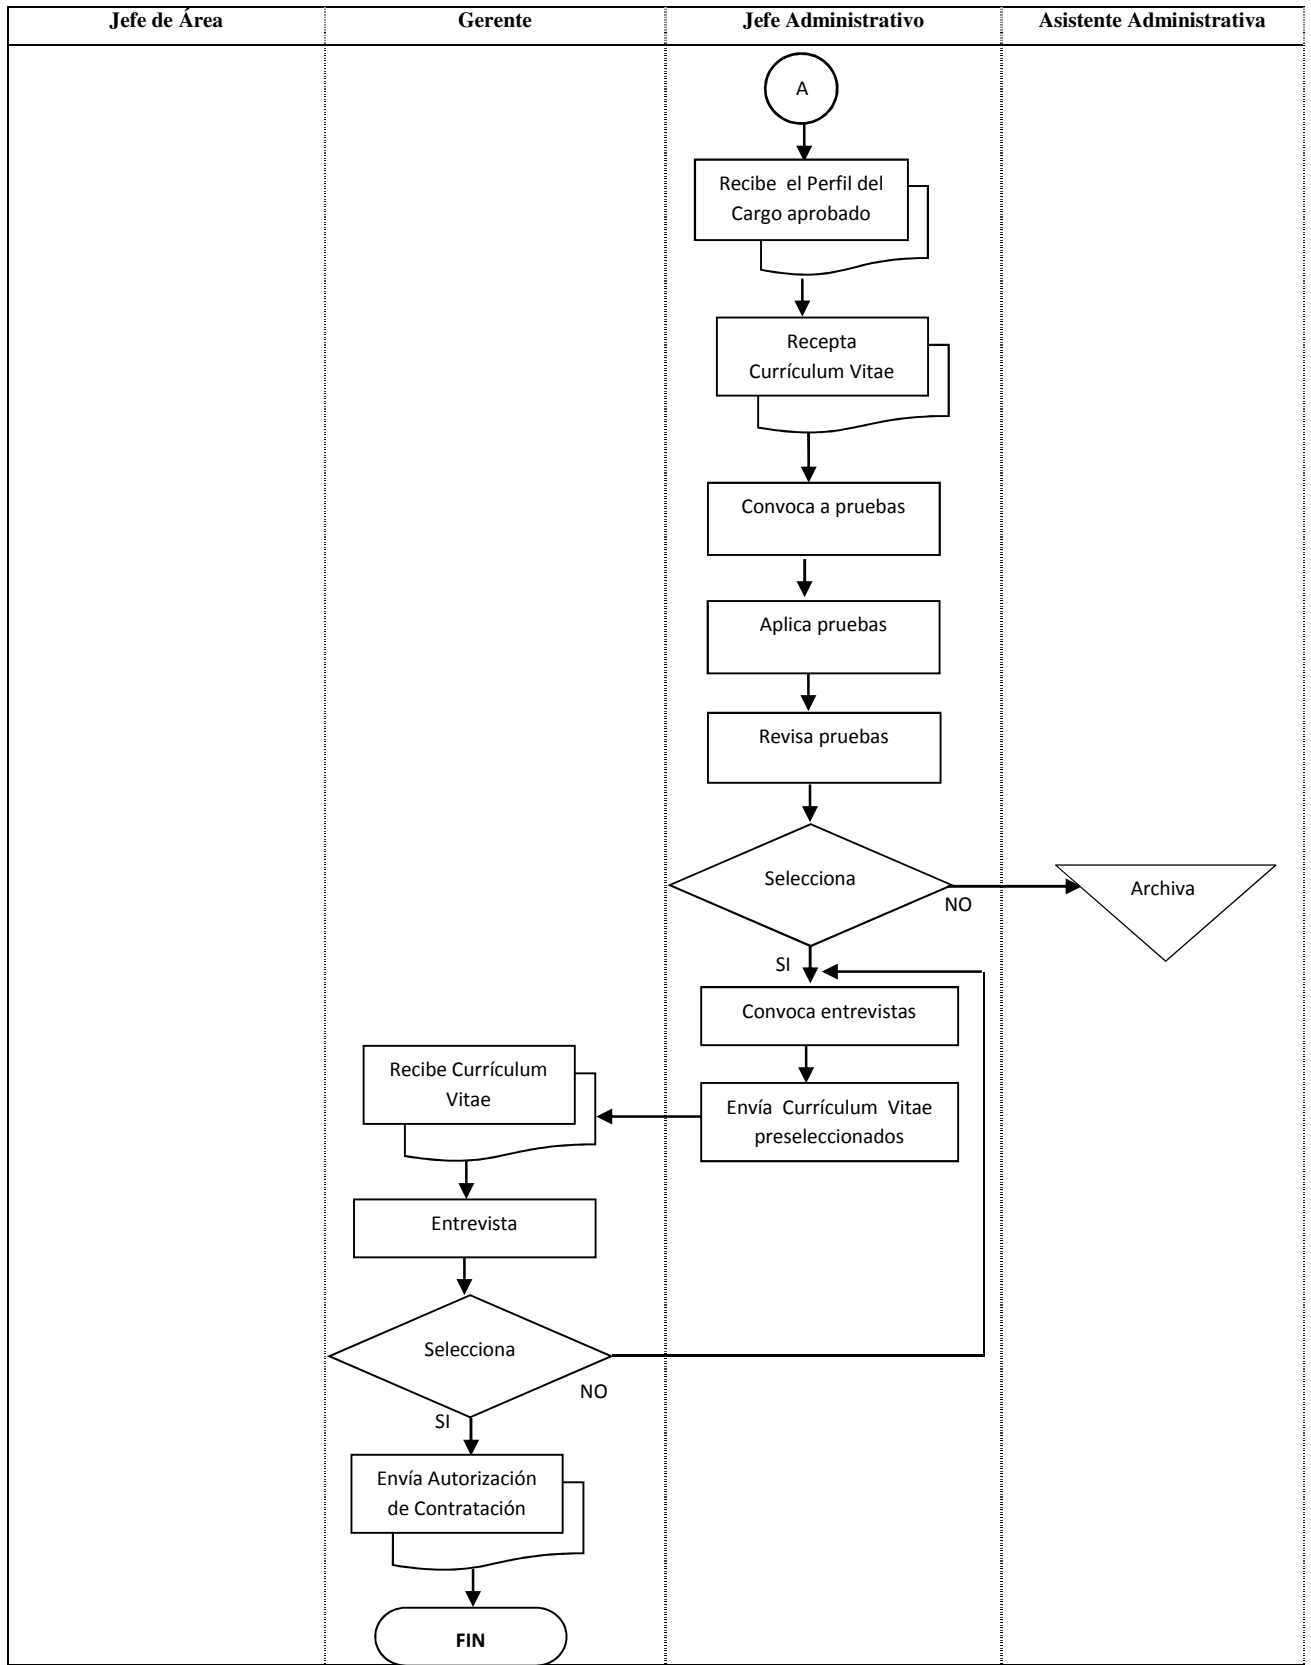 Jefe de Área
Gerente
Jefe Administrativo
Asistente Administrativa
A
Recibe el Perfil del
Cargo aprobado
Recepta
Currículum Vitae
Convoca a pruebas
Aplica pruebas
Revisa pruebas
Selecciona
NO
Archiva
SI
Convoca entrevistas
Envía Currículum Vitae
preseleccionados
Recibe Currículum
Vitae
Entrevista
Selecciona
NO
SI
Envía Autorización
de Contratación
FIN